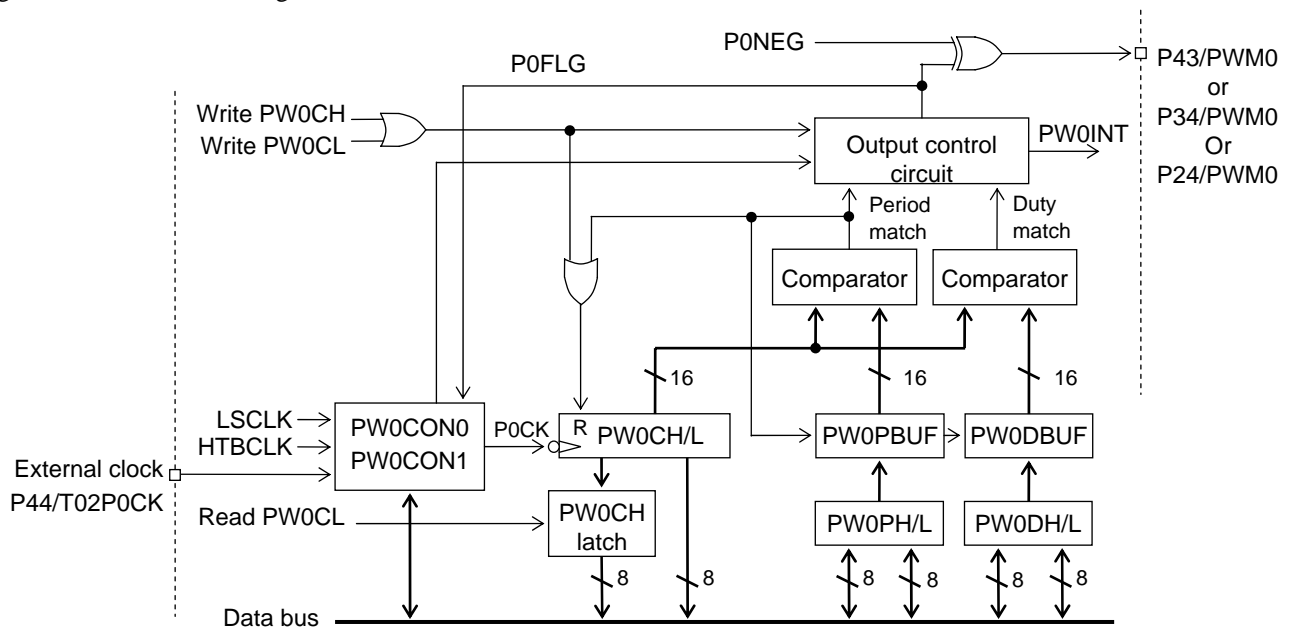 P0NEG
P0FLG
P43/PWM0
or
P34/PWM0
Or
P24/PWM0
Write PW0CH
Write PW0CL
Output control
circuit
PW0INT
Period
match
Duty
match
Comparator
Comparator
16
16
16
LSCLK
HTBCLK
PW0CON0
PW0CON1
P0CK
R
PW0CH/L
PW0PBUF
PW0DBUF
External clock
P44/T02P0CK
Read PW0CL
PW0CH
latch
PW0PH/L
PW0DH/L
8
8
8
8
8
8
Data bus